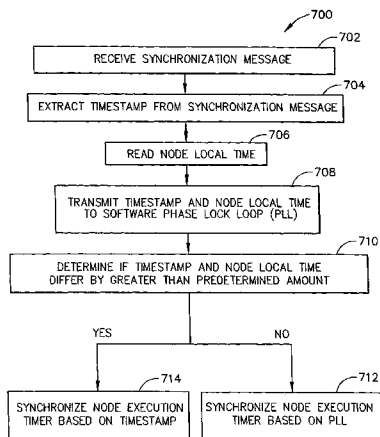 700
702
RECEIVE SYNCHRONIZATION MESSAGE
704
EXTRACT TIMESTAMP FROM SYNCHRONIZATION MESSAGE
706
READ NODE LOCAL TIME
708
TRANSMIT TIMESTAMP AND NODE LOCAL TIME
TO SOFTWARE PHASE LOCK LOOP (PLL)
710
DETERMINE IF TIMESTAMP AND NODE LOCAL TIME
DIFFER BY GREATER THAN PREDETERMINED AMOUNT
YES
NO
714
SYNCHRONIZE NODE EXECUTION
TIMER BASED ON TIMESTAMP
712
SYNCHRONIZE NODE EXECUTION
TIMER BASED ON PLL